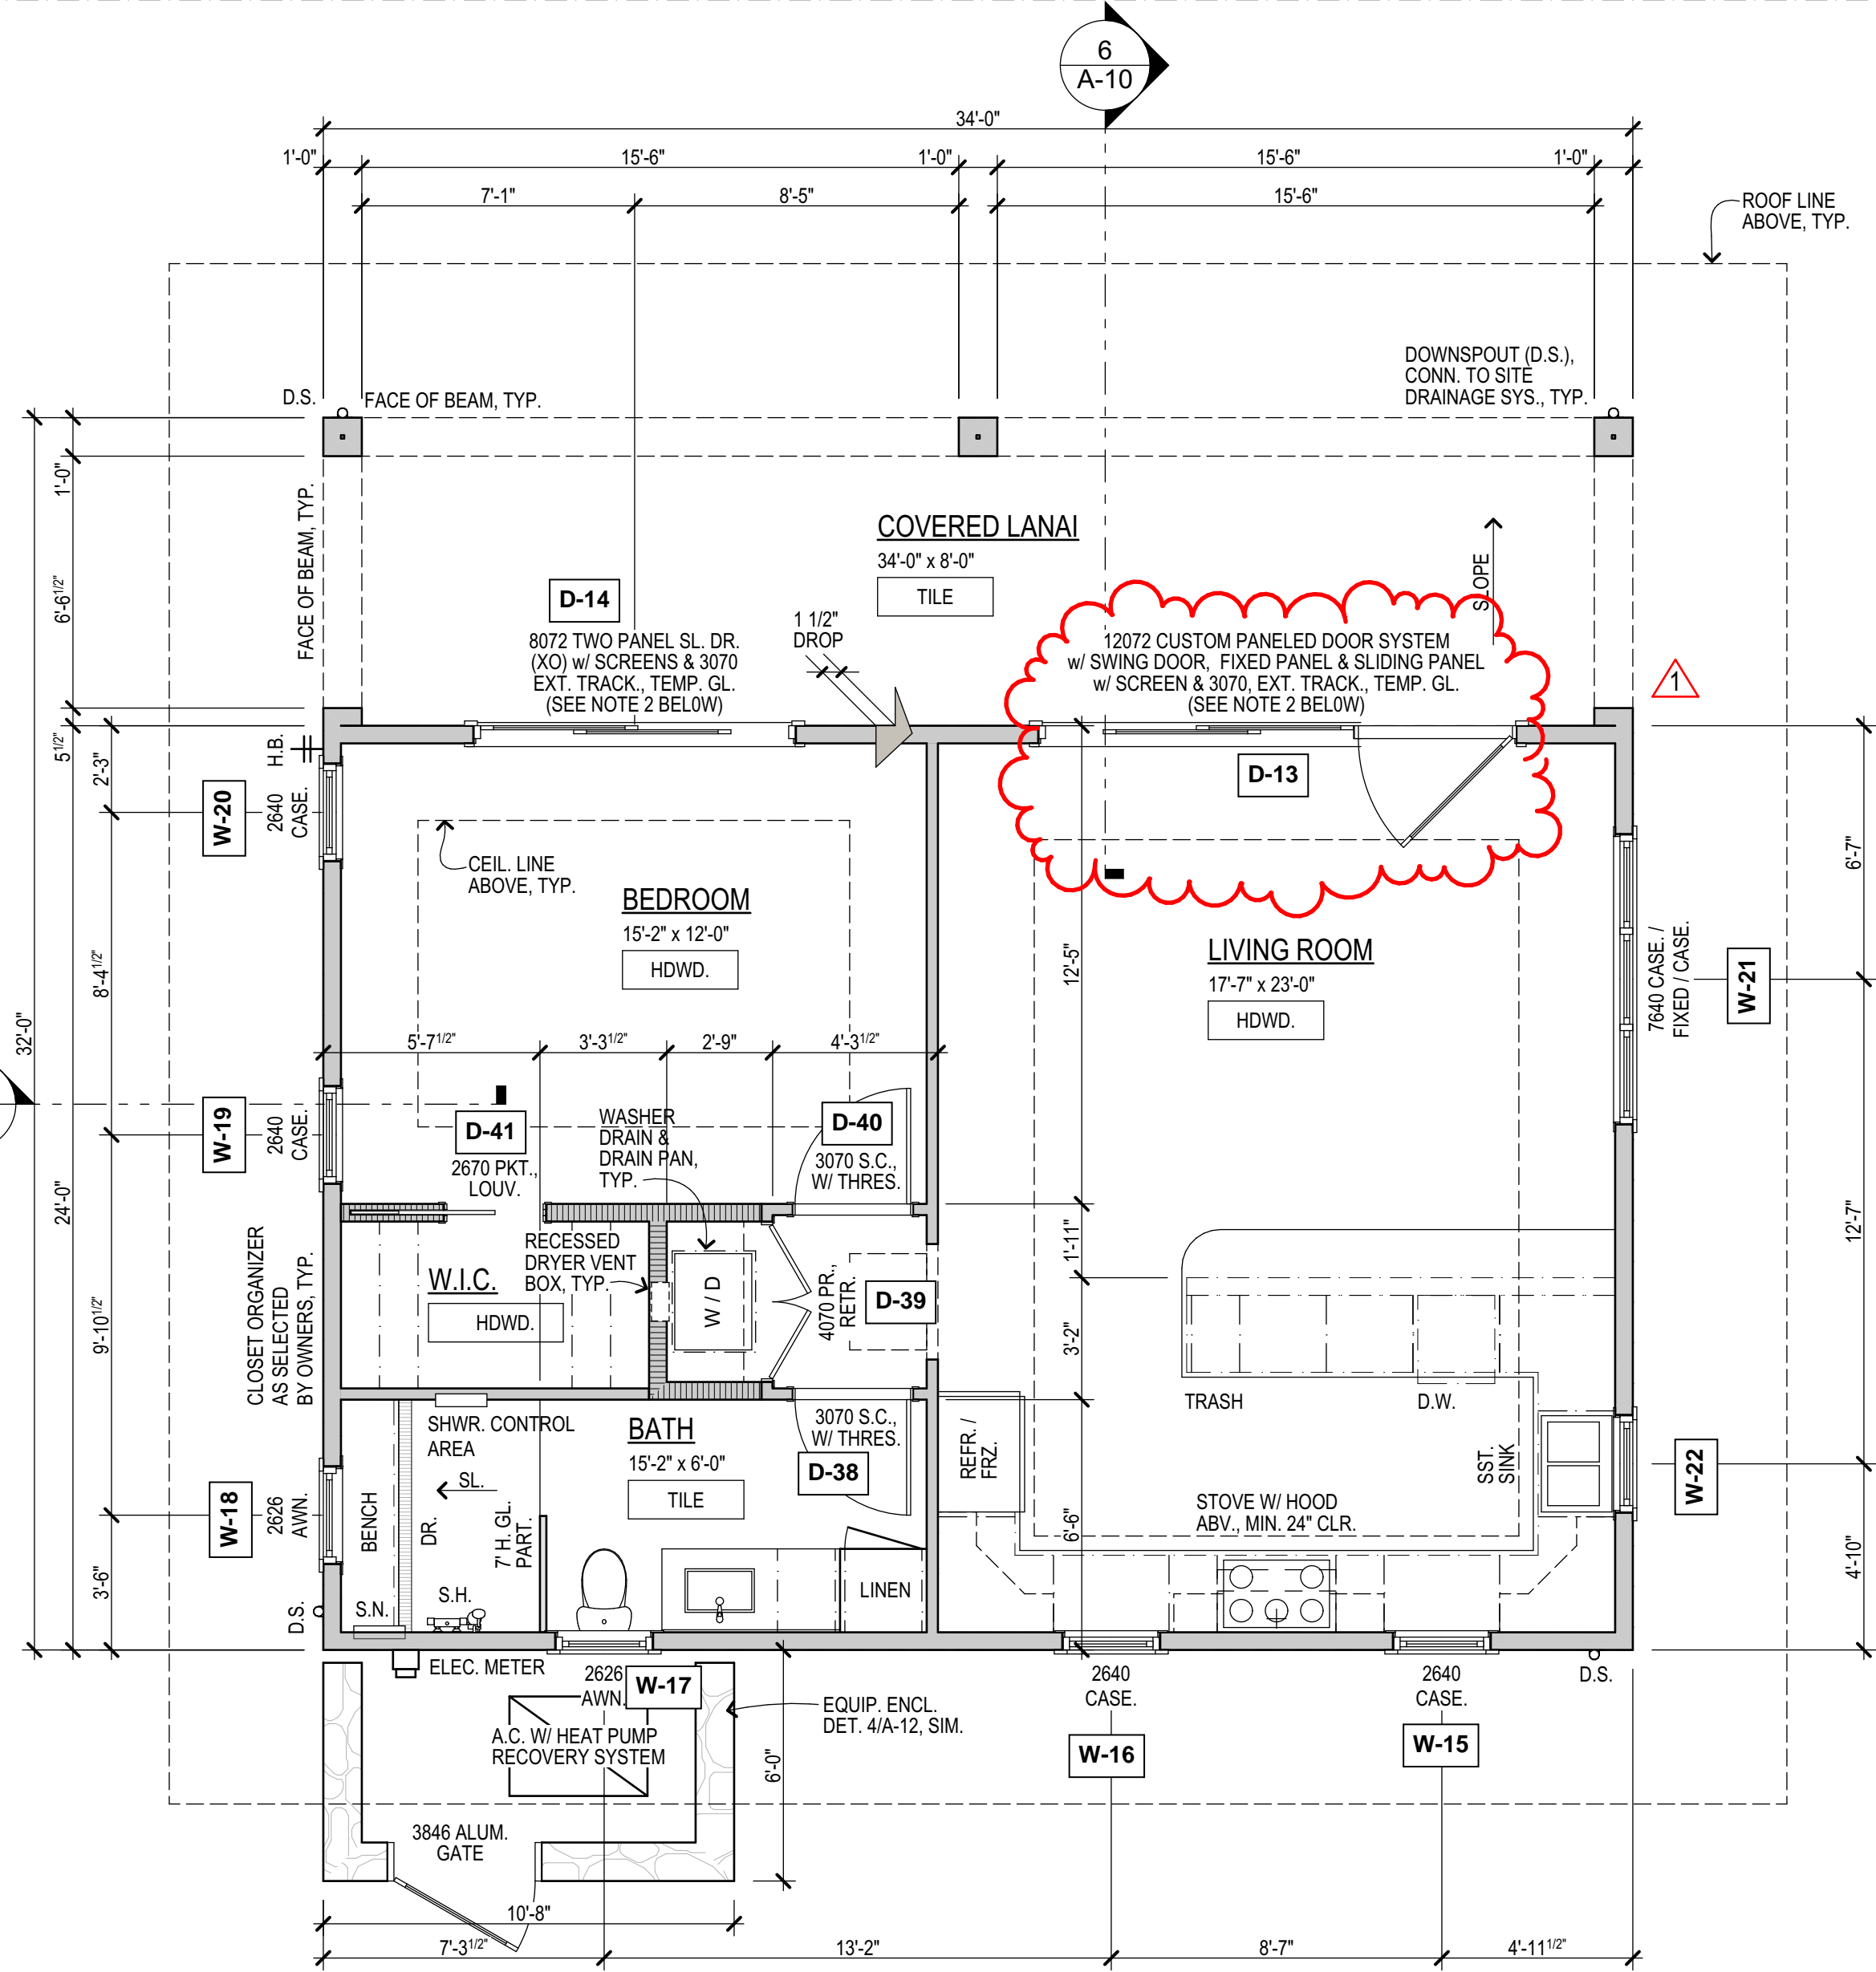 6
A-10
34'-0"
1'-0"
15'-6"
1'-0"
15'-6"
1'-0"
7'-1"
8'-5"
15'-6"
ROOF LINE
ABOVE, TYP.
DOWNSPOUT (D.S.),
CONN. TO SITE
DRAINAGE SYS., TYP.
D.S.
FACE OF BEAM, TYP.
1'-0"
FACE OF BEAM, TYP.
COVERED LANAI
34'-0" x 8'-0"
TILE
SLOPE
6'-6 1/2"
D-14
8072 TWO PANEL SL. DR.
(XO) w/ SCREENS & 3070
EXT. TRACK., TEMP. GL.
(SEE NOTE 2 BEL0W)
1 1/2"
DROP
12072 CUSTOM PANELED DOOR SYSTEM
w/ SWING DOOR, FIXED PANEL & SLIDING PANEL
w/ SCREEN & 3070, EXT. TRACK., TEMP. GL.
(SEE NOTE 2 BEL0W)
1
5 1/2"
2'-3"
H.B.
D-13
W-20
2640
CASE.
CEIL. LINE
ABOVE, TYP.
6'-7"
BEDROOM
15'-2" x 12'-0"
HDWD.
LIVING ROOM
17'-7" x 23'-0"
HDWD.
12'-5"
8'-4 1/2"
7640 CASE. /
FIXED / CASE.
W-21
32'-0"
5'-7 1/2"
3'-3 1/2"
2'-9"
4'-3 1/2"
W-19
2640
CASE.
D-41
2670 PKT.,
LOUV.
WASHER
DRAIN &
DRAIN PAN,
TYP.
D-40
3070 S.C.,
W/ THRES.
24'-0"
12'-7"
1'-11"
CLOSET ORGANIZER
AS SELECTED
BY OWNERS, TYP.
RECESSED
DRYER VENT
BOX, TYP.
W.I.C.
HDWD.
W / D
4070 PR.,
RETR.
D-39
9'-10 1/2"
3'-2"
TRASH
D.W.
SHWR. CONTROL
AREA
BATH
15'-2" x 6'-0"
TILE
3070 S.C.,
W/ THRES.
D-38
REFR. /
FRZ.
SST.
SINK
W-22
SL.
W-18
2626
AWN.
BENCH
DR.
7' H. GL.
PART.
STOVE W/ HOOD
ABV., MIN. 24" CLR.
6'-6"
4'-10"
3'-6"
D.S.
S.N.
S.H.
LINEN
ELEC. METER
2626
AWN.
W-17
2640
CASE.
2640
CASE.
D.S.
A.C. W/ HEAT PUMP
RECOVERY SYSTEM
EQUIP. ENCL.
DET. 4/A-12, SIM.
W-16
W-15
6'-0"
3846 ALUM.
GATE
10'-8"
7'-3 1/2"
13'-2"
8'-7"
4'-11 1/2"